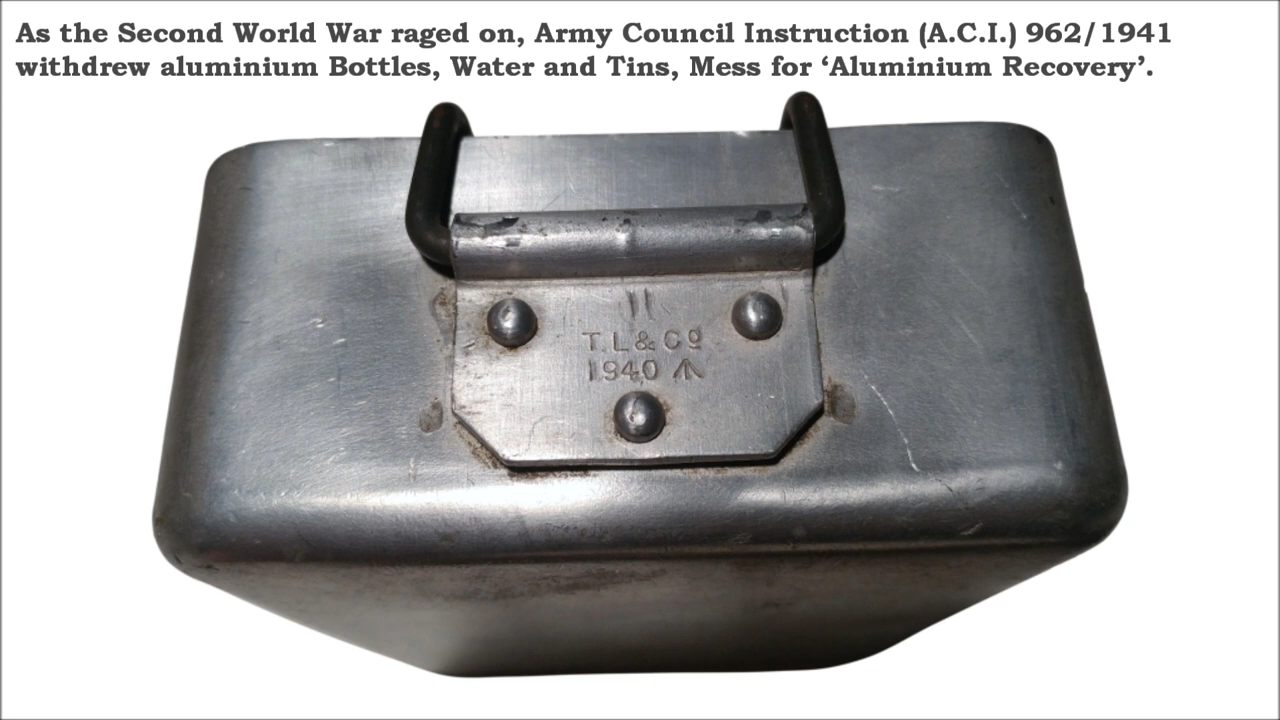 As the Second World War raged on, Army Council Instruction (A.C.I.) 962/1941
withdrew aluminium Bottles, Water and Tins, Mess for ‘Aluminium Recovery’.
T.L&Cº
1940